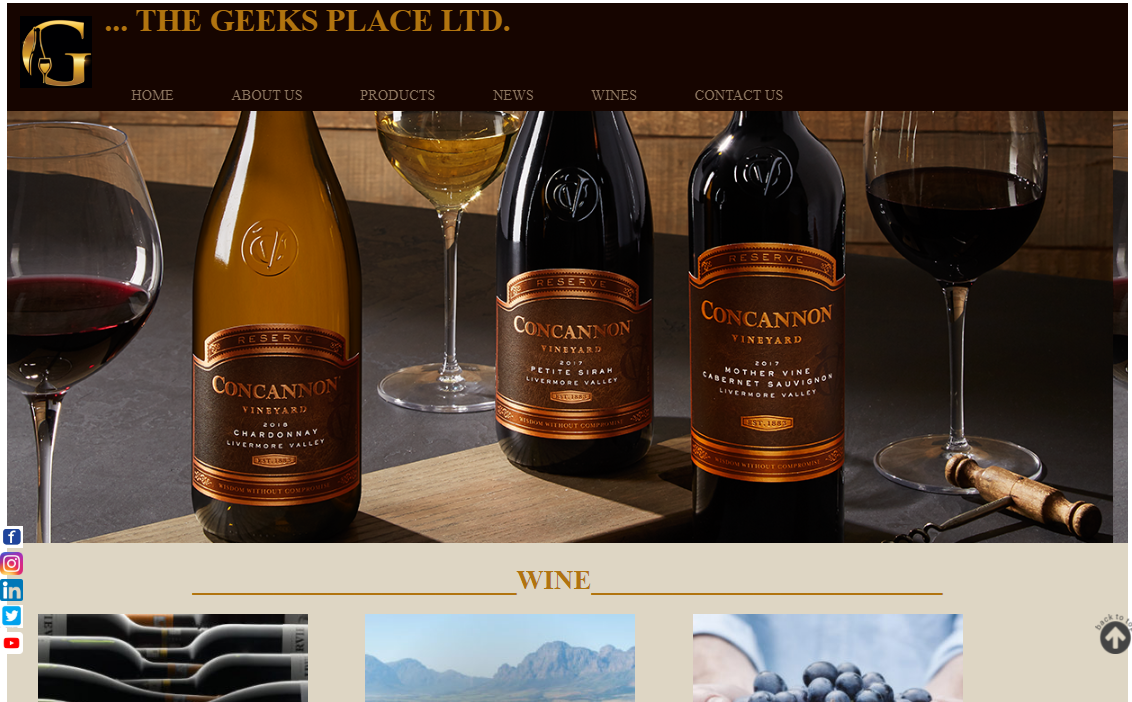 ... THE GEEKS PLACE LTD.
G
HOME ABOUT US PRODUCTS NEWS WINES CONTACT US
RESERVE
CONCANNON
VINEYARD
2018
CHARDONNAY
LIVERMORE VALLEY
EST. 1883
WISDOM WITHOUT COMPROMISE
RESERVE
CONCANNON
VINEYARD
2017
PETITE SIRAH
LIVERMORE VALLEY
EST. 1883
WISDOM WITHOUT COMPROMISE
RESERVE
CONCANNON
VINEYARD
2017
MOTHER VINE
CABERNET SAUVIGNON
LIVERMORE VALLEY
EST. 1883
WISDOM WITHOUT COMPROMISE
f
in
WINE
back to